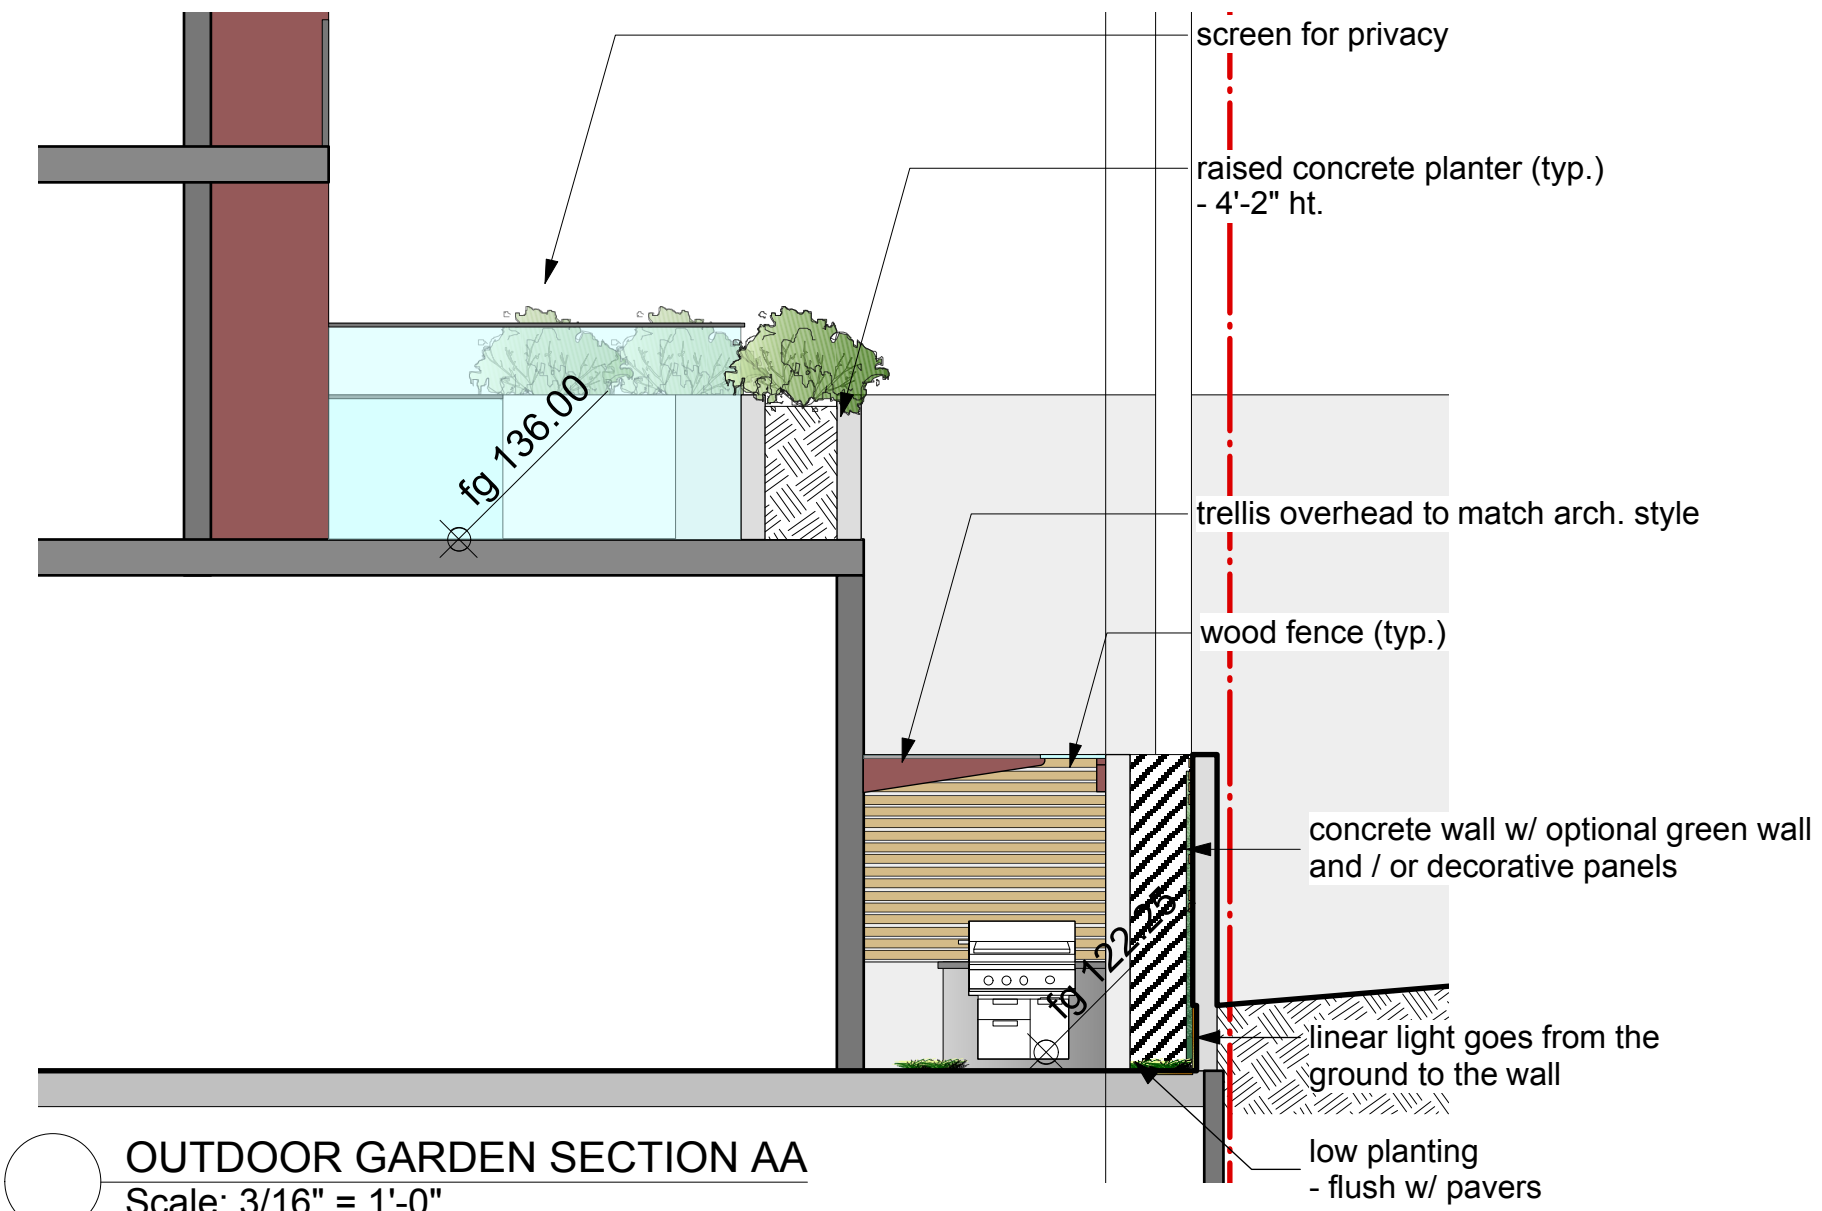 screen for privacy
raised concrete planter (typ.)
- 4'-2" ht.
fg 136.00
trellis overhead to match arch. style
wood fence (typ.)
concrete wall w/ optional green wall
and / or decorative panels
fg 122.25
linear light goes from the
ground to the wall
low planting
- flush w/ pavers
OUTDOOR GARDEN SECTION AA
Scale: 3/16" = 1'-0"